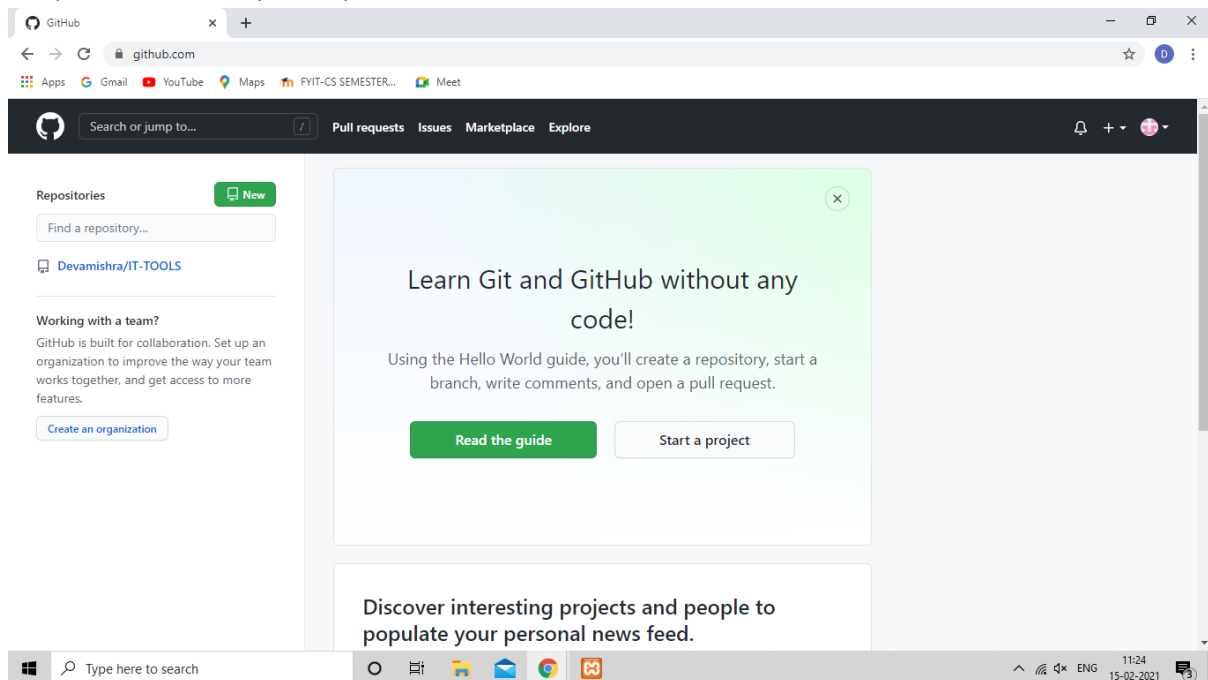 GitHub
github.com
Apps Gmail YouTube Maps FYIT-CS SEMESTER... Meet
D
Search or jump to... / Pull requests Issues Marketplace Explore
Repositories New
Find a repository...
Devamishra/IT-TOOLS
Working with a team?
GitHub is built for collaboration. Set up an
organization to improve the way your team
works together, and get access to more
features.
Create an organization
Learn Git and GitHub without any
code!
Using the Hello World guide, you'll create a repository, start a
branch, write comments, and open a pull request.
Read the guide Start a project
Discover interesting projects and people to
populate your personal news feed.
Type here to search
ENG 11:24
15-02-2021 3